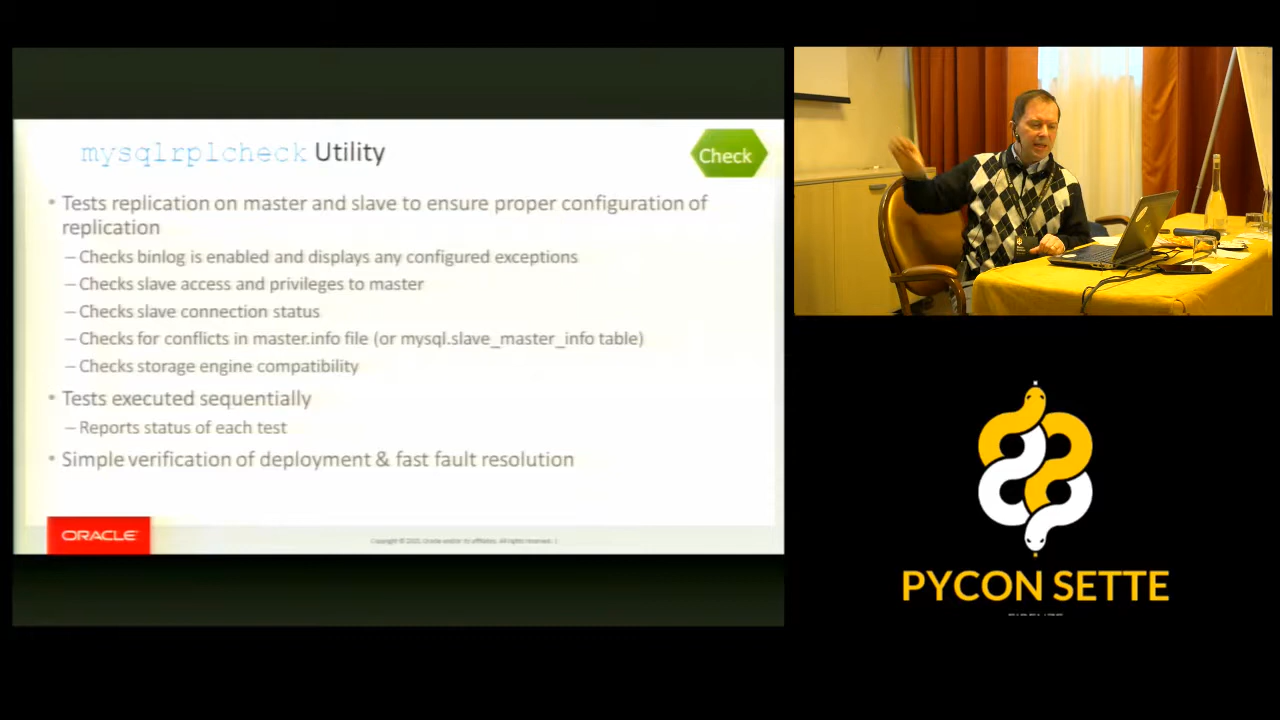 mysqlrplcheck Utility
Check
• Tests replication on master and slave to ensure proper configuration of
replication
– Checks binlog is enabled and displays any configured exceptions
– Checks slave access and privileges to master
– Checks slave connection status
– Checks for conflicts in master.info file (or mysql.slave_master_info table)
– Checks storage engine compatibility
• Tests executed sequentially
– Reports status of each test
• Simple verification of deployment & fast fault resolution
ORACLE
PYCON SETTE